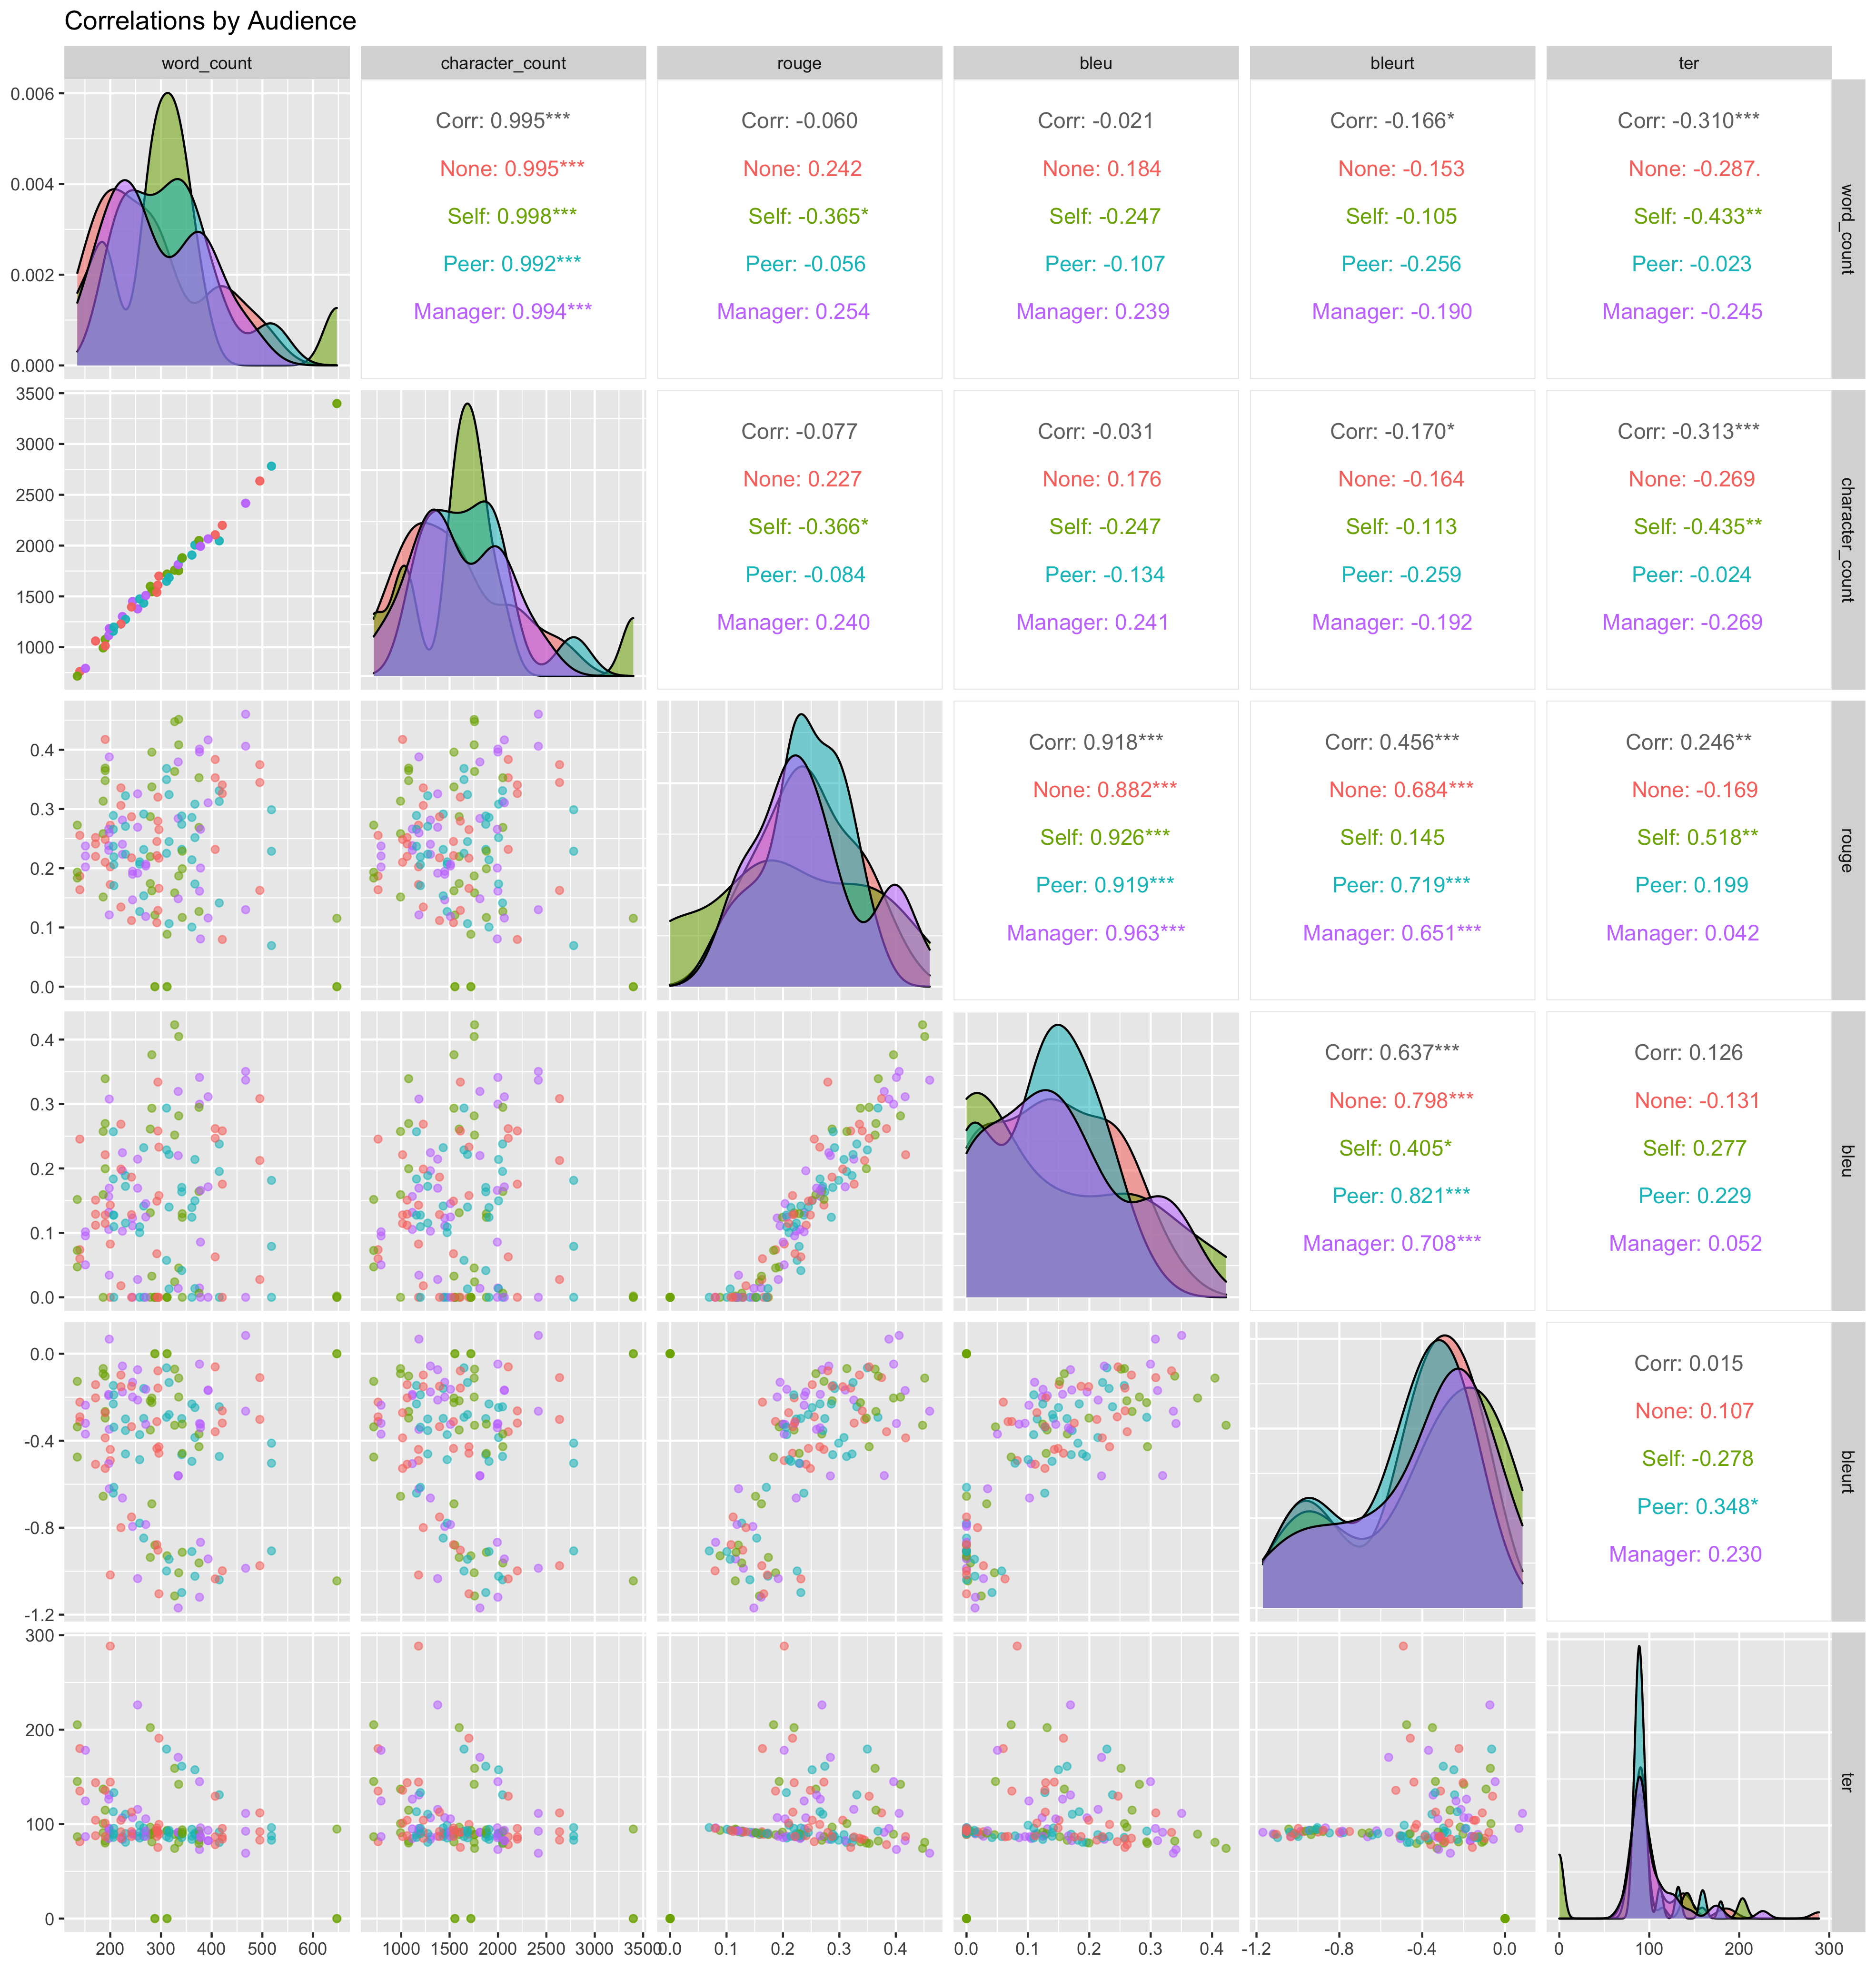 Correlations by Audience
word_count character_count rouge bleu bleurt ter
0.006
0.004
0.002
0.000
Corr: 0.995***
None: 0.995***
Self: 0.998***
Peer: 0.992***
Manager: 0.994***
Corr: -0.060
None: 0.242
Self: -0.365*
Peer: -0.056
Manager: 0.254
Corr: -0.021
None: 0.184
Self: -0.247
Peer: -0.107
Manager: 0.239
Corr: -0.166*
None: -0.153
Self: -0.105
Peer: -0.256
Manager: -0.190
Corr: -0.310***
None: -0.287.
Self: -0.433**
Peer: -0.023
Manager: -0.245
word_count
3500
3000
2500
2000
1500
1000
Corr: -0.077
None: 0.227
Self: -0.366*
Peer: -0.084
Manager: 0.240
Corr: -0.031
None: 0.176
Self: -0.247
Peer: -0.134
Manager: 0.241
Corr: -0.170*
None: -0.164
Self: -0.113
Peer: -0.259
Manager: -0.192
Corr: -0.313***
None: -0.269
Self: -0.435**
Peer: -0.024
Manager: -0.269
character_count
0.4
0.3
0.2
0.1
0.0
Corr: 0.918***
None: 0.882***
Self: 0.926***
Peer: 0.919***
Manager: 0.963***
Corr: 0.456***
None: 0.684***
Self: 0.145
Peer: 0.719***
Manager: 0.651***
Corr: 0.246**
None: -0.169
Self: 0.518**
Peer: 0.199
Manager: 0.042
rouge
0.4
0.3
0.2
0.1
0.0
Corr: 0.637***
None: 0.798***
Self: 0.405*
Peer: 0.821***
Manager: 0.708***
Corr: 0.126
None: -0.131
Self: 0.277
Peer: 0.229
Manager: 0.052
bleu
0.0
-0.4
-0.8
-1.2
Corr: 0.015
None: 0.107
Self: -0.278
Peer: 0.348*
Manager: 0.230
bleurt
300
200
100
0
ter
200 300 400 500 600
1000 1500 2000 2500 3000 3500
0.0 0.1 0.2 0.3 0.4
0.0 0.1 0.2 0.3 0.4
-1.2 -0.8 -0.4 0.0
0 100 200 300